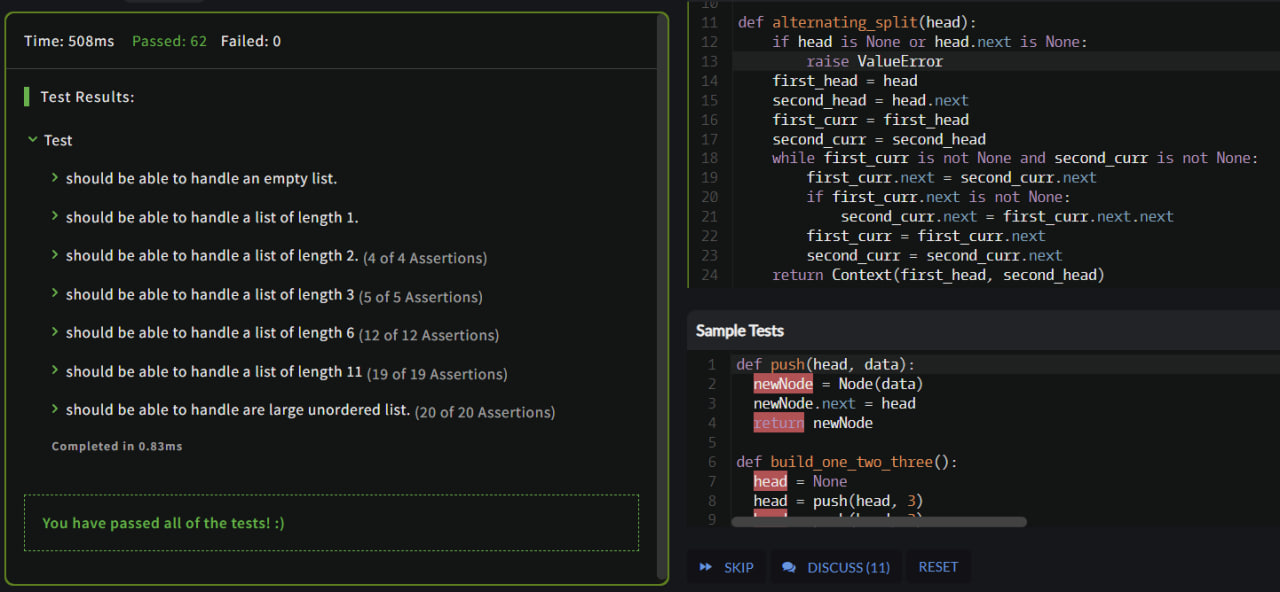 Time: 508ms Passed: 62 Failed: 0
Test Results:
Test
should be able to handle an empty list.
should be able to handle a list of length 1.
should be able to handle a list of length 2. (4 of 4 Assertions)
should be able to handle a list of length 3 (5 of 5 Assertions)
should be able to handle a list of length 6 (12 of 12 Assertions)
should be able to handle a list of length 11 (19 of 19 Assertions)
should be able to handle are large unordered list. (20 of 20 Assertions)
Completed in 0.83ms
You have passed all of the tests! :)
10
11 def alternating_split(head):
12     if head is None or head.next is None:
13         raise ValueError
14     first_head = head
15     second_head = head.next
16     first_curr = first_head
17     second_curr = second_head
18     while first_curr is not None and second_curr is not None:
19         first_curr.next = second_curr.next
20         if first_curr.next is not None:
21             second_curr.next = first_curr.next.next
22         first_curr = first_curr.next
23         second_curr = second_curr.next
24     return Context(first_head, second_head)
Sample Tests
1 def push(head, data):
2   newNode = Node(data)
3   newNode.next = head
4   return newNode
5
6 def build_one_two_three():
7   head = None
8   head = push(head, 3)
9
SKIP DISCUSS (11) RESET